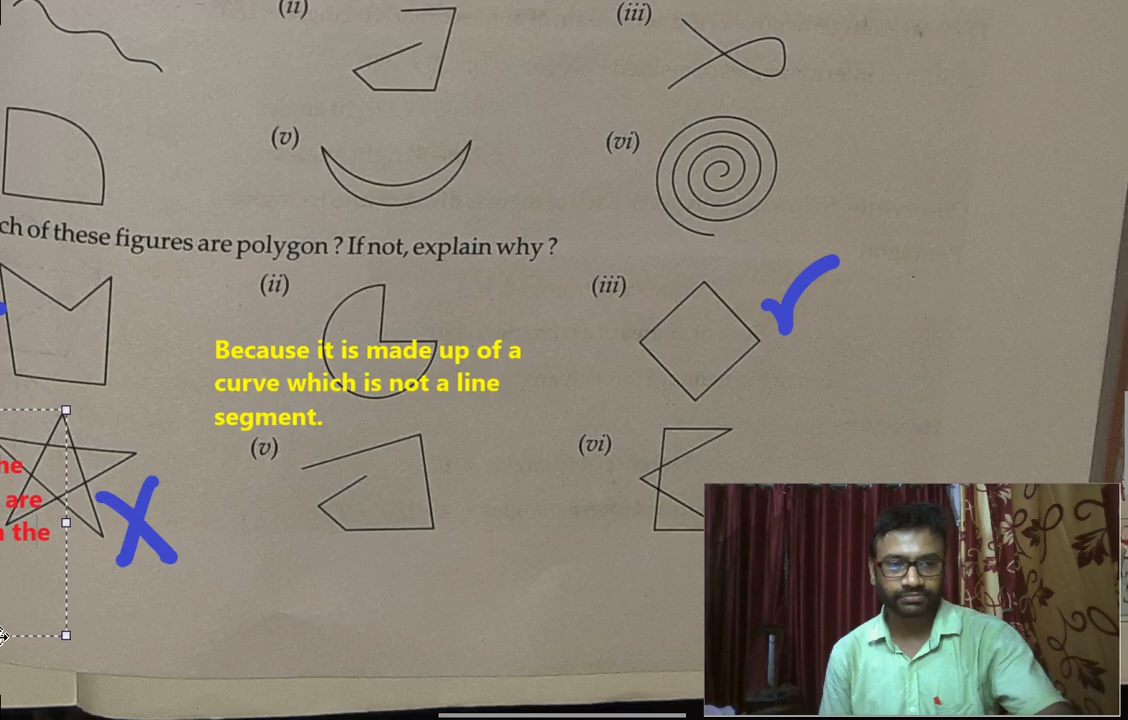 (ii)
(iii)
(v)
(vi)
of these figures are polygon ? If not, explain why ?
(ii)
(iii)
Because it is made up of a
curve which is not a line
segment.
(v)
(vi)
are
the